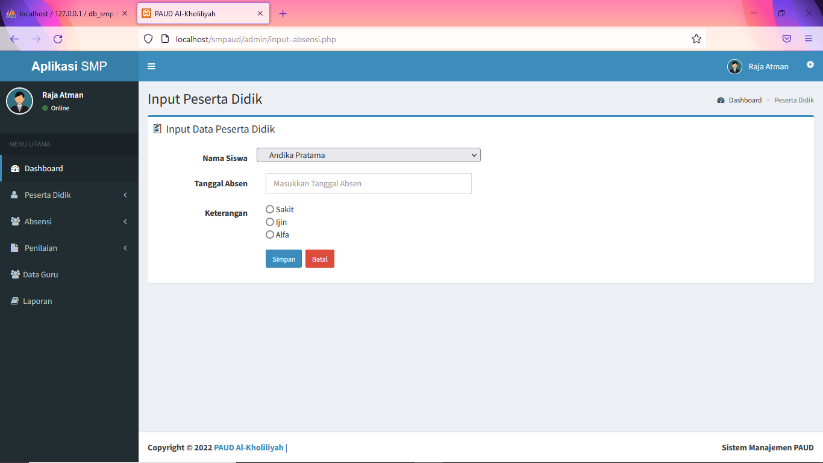 localhost / 127.0.0.1 / db_smp
PAUD Al-Kholiliyah
localhost/smpaud/admin/input-absensi.php
Aplikasi SMP
Raja Atman
Raja Atman
Online
Input Peserta Didik
Dashboard > Peserta Didik
Input Data Peserta Didik
MENU UTAMA
Dashboard
Peserta Didik
Absensi
Penilaian
Data Guru
Laporan
Nama Siswa
Andika Pratama
Tanggal Absen
Masukkan Tanggal Absen
Keterangan
Sakit
Ijin
Alfa
Simpan
Batal
Copyright © 2022 PAUD Al-Kholiliyah |
Sistem Manajemen PAUD